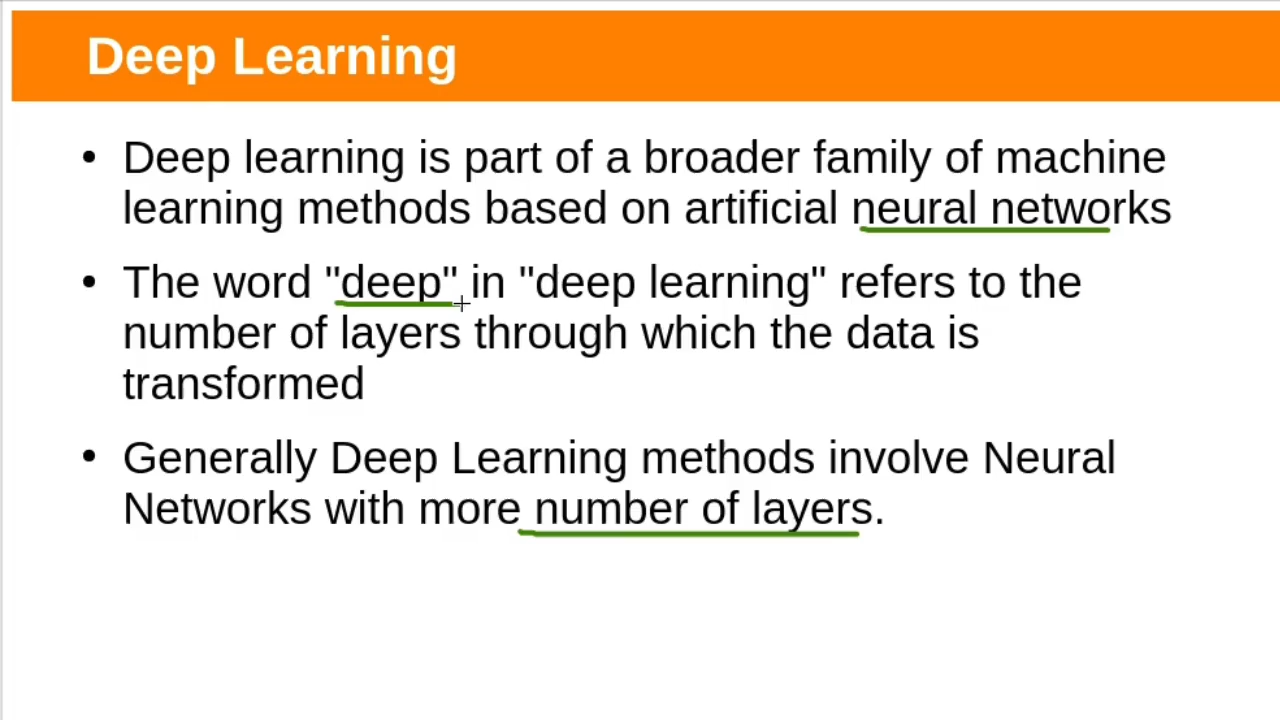 Deep Learning
• Deep learning is part of a broader family of machine
learning methods based on artificial neural networks
• The word "deep" in "deep learning" refers to the
number of layers through which the data is
transformed
• Generally Deep Learning methods involve Neural
Networks with more number of layers.